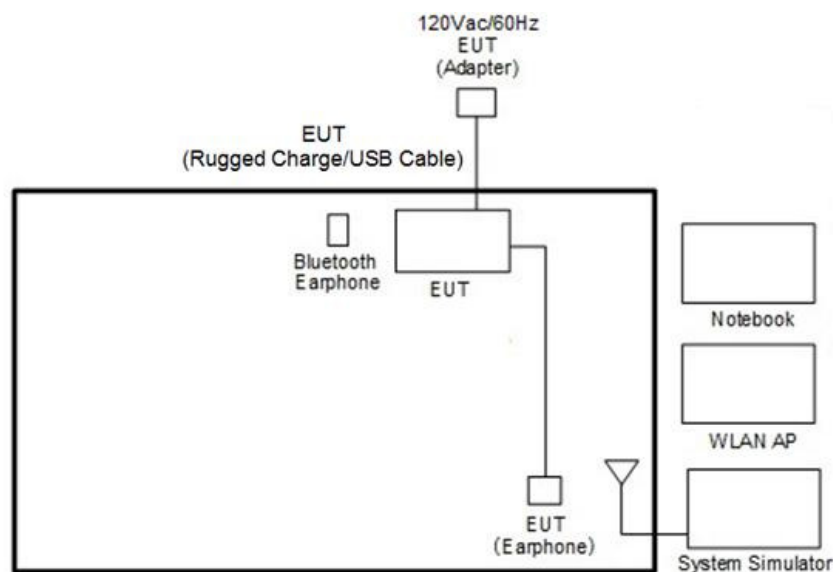 120Vac/60Hz
EUT
(Adapter)
EUT
(Rugged Charge/USB Cable)
Bluetooth
Earphone
EUT
Notebook
WLAN AP
EUT
(Earphone)
System Simulator